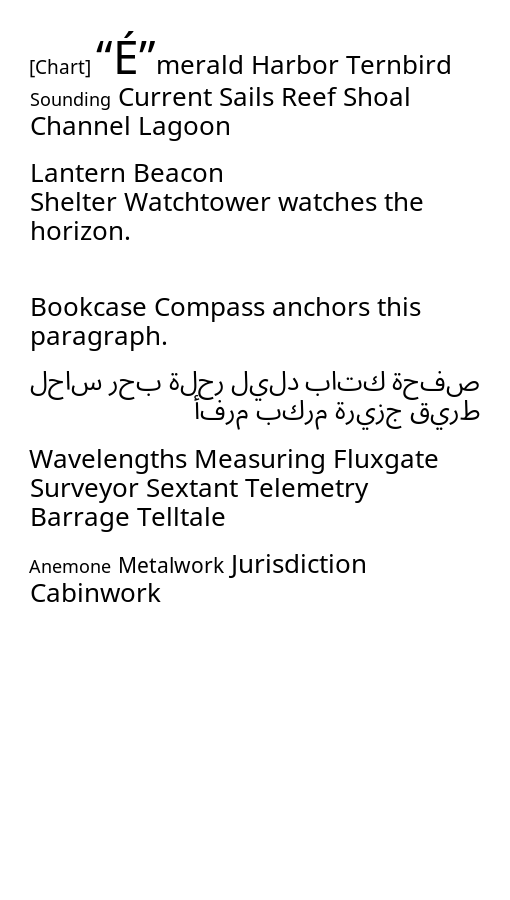 [Chart] “É”merald Harbor Ternbird
Sounding Current Sails Reef Shoal
Channel Lagoon
Lantern Beacon
Shelter Watchtower watches the
horizon.
Bookcase Compass anchors this
paragraph.
صفحة كتاب دليل رحلة بحر ساحل
طريق جزيرة مركب مرفأ
Wavelengths Measuring Fluxgate
Surveyor Sextant Telemetry
Barrage Telltale
Anemone Metalwork Jurisdiction
Cabinwork